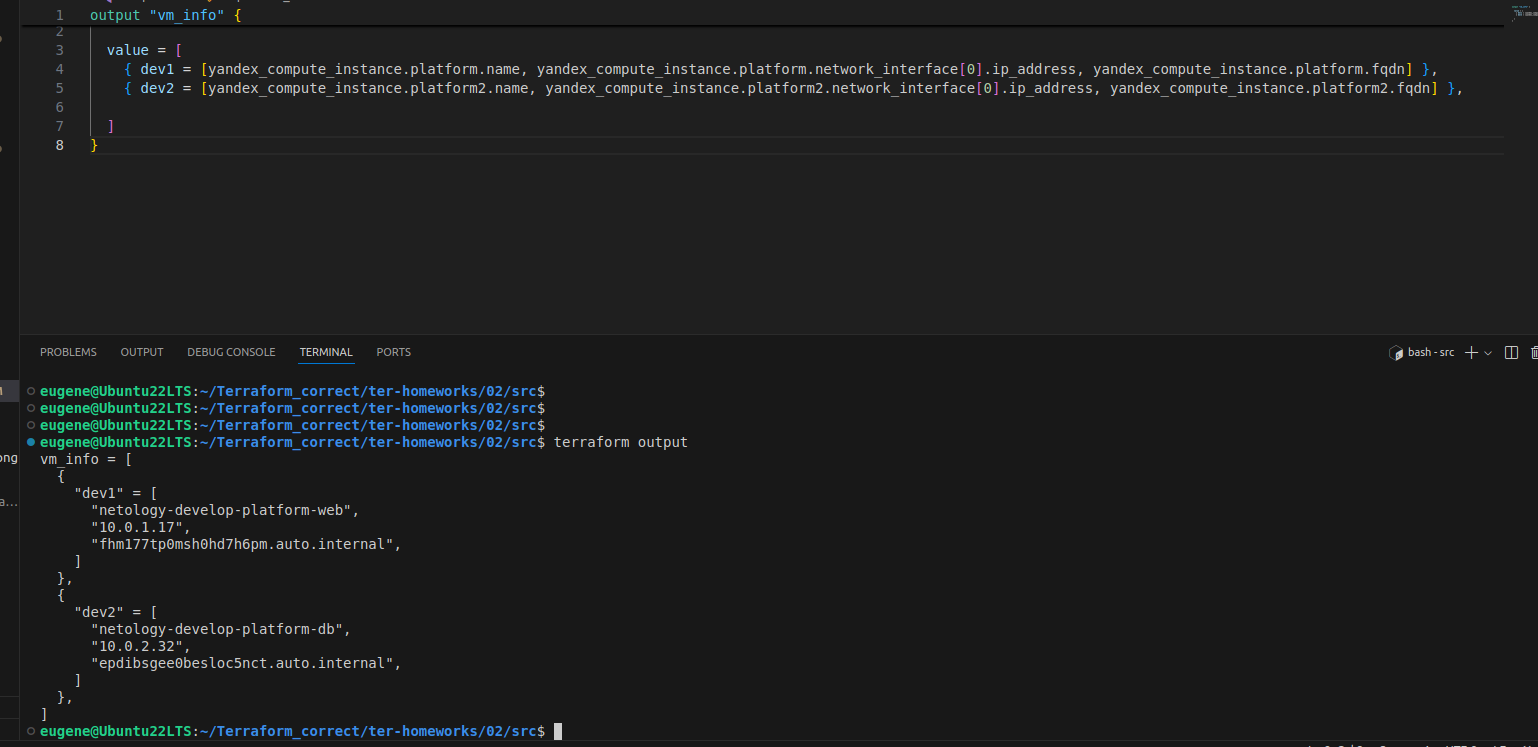 1 output "vm_info" {
2
3 value = [
4 { dev1 = [yandex_compute_instance.platform.name, yandex_compute_instance.platform.network_interface[0].ip_address, yandex_compute_instance.platform.fqdn] },
5 { dev2 = [yandex_compute_instance.platform2.name, yandex_compute_instance.platform2.network_interface[0].ip_address, yandex_compute_instance.platform2.fqdn] },
6
7 ]
8 }
PROBLEMS OUTPUT DEBUG CONSOLE TERMINAL PORTS
bash - src
eugene@Ubuntu22LTS:~/Terraform_correct/ter-homeworks/02/src$
eugene@Ubuntu22LTS:~/Terraform_correct/ter-homeworks/02/src$
eugene@Ubuntu22LTS:~/Terraform_correct/ter-homeworks/02/src$
eugene@Ubuntu22LTS:~/Terraform_correct/ter-homeworks/02/src$ terraform output
vm_info = [
{
"dev1" = [
"netology-develop-platform-web",
"10.0.1.17",
"fhm177tp0msh0hd7h6pm.auto.internal",
]
},
{
"dev2" = [
"netology-develop-platform-db",
"10.0.2.32",
"epdibsgee0besloc5nct.auto.internal",
]
},
]
eugene@Ubuntu22LTS:~/Terraform_correct/ter-homeworks/02/src$